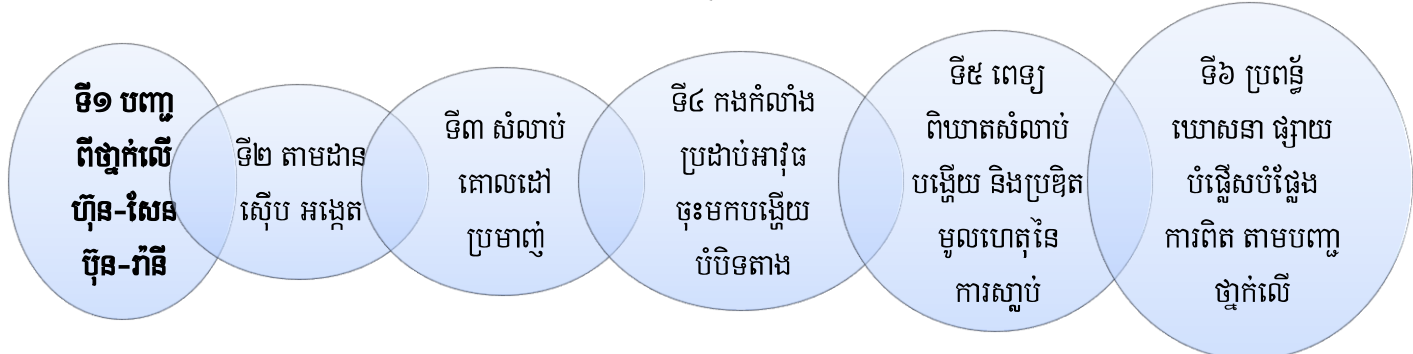 ទី១ បញ្ជា
ពីថ្នាក់លើ
ហ៊ុន-សែន
ប៊ុន-រ៉ានី
ទី២ តាមដាន
ស៊ើប អង្កេត
ទី៣ សំលាប់
គោលដៅ
ប្រមាញ់
ទី៤ កងកំលាំង
ប្រដាប់អាវុធ
ចុះមកបង្ហើយ
បំបិទតាង
ទី៥ ពេទ្យ
ពិឃាតសំលាប់
បង្ហើយ និងប្រឌិត
មូលហេតុនៃ
ការស្លាប់
ទី៦ ប្រពន្ធ័
ឃោសនា ផ្សាយ
បំផ្លើសបំផ្លែង
ការពិត តាមបញ្ជា
ថ្នាក់លើ